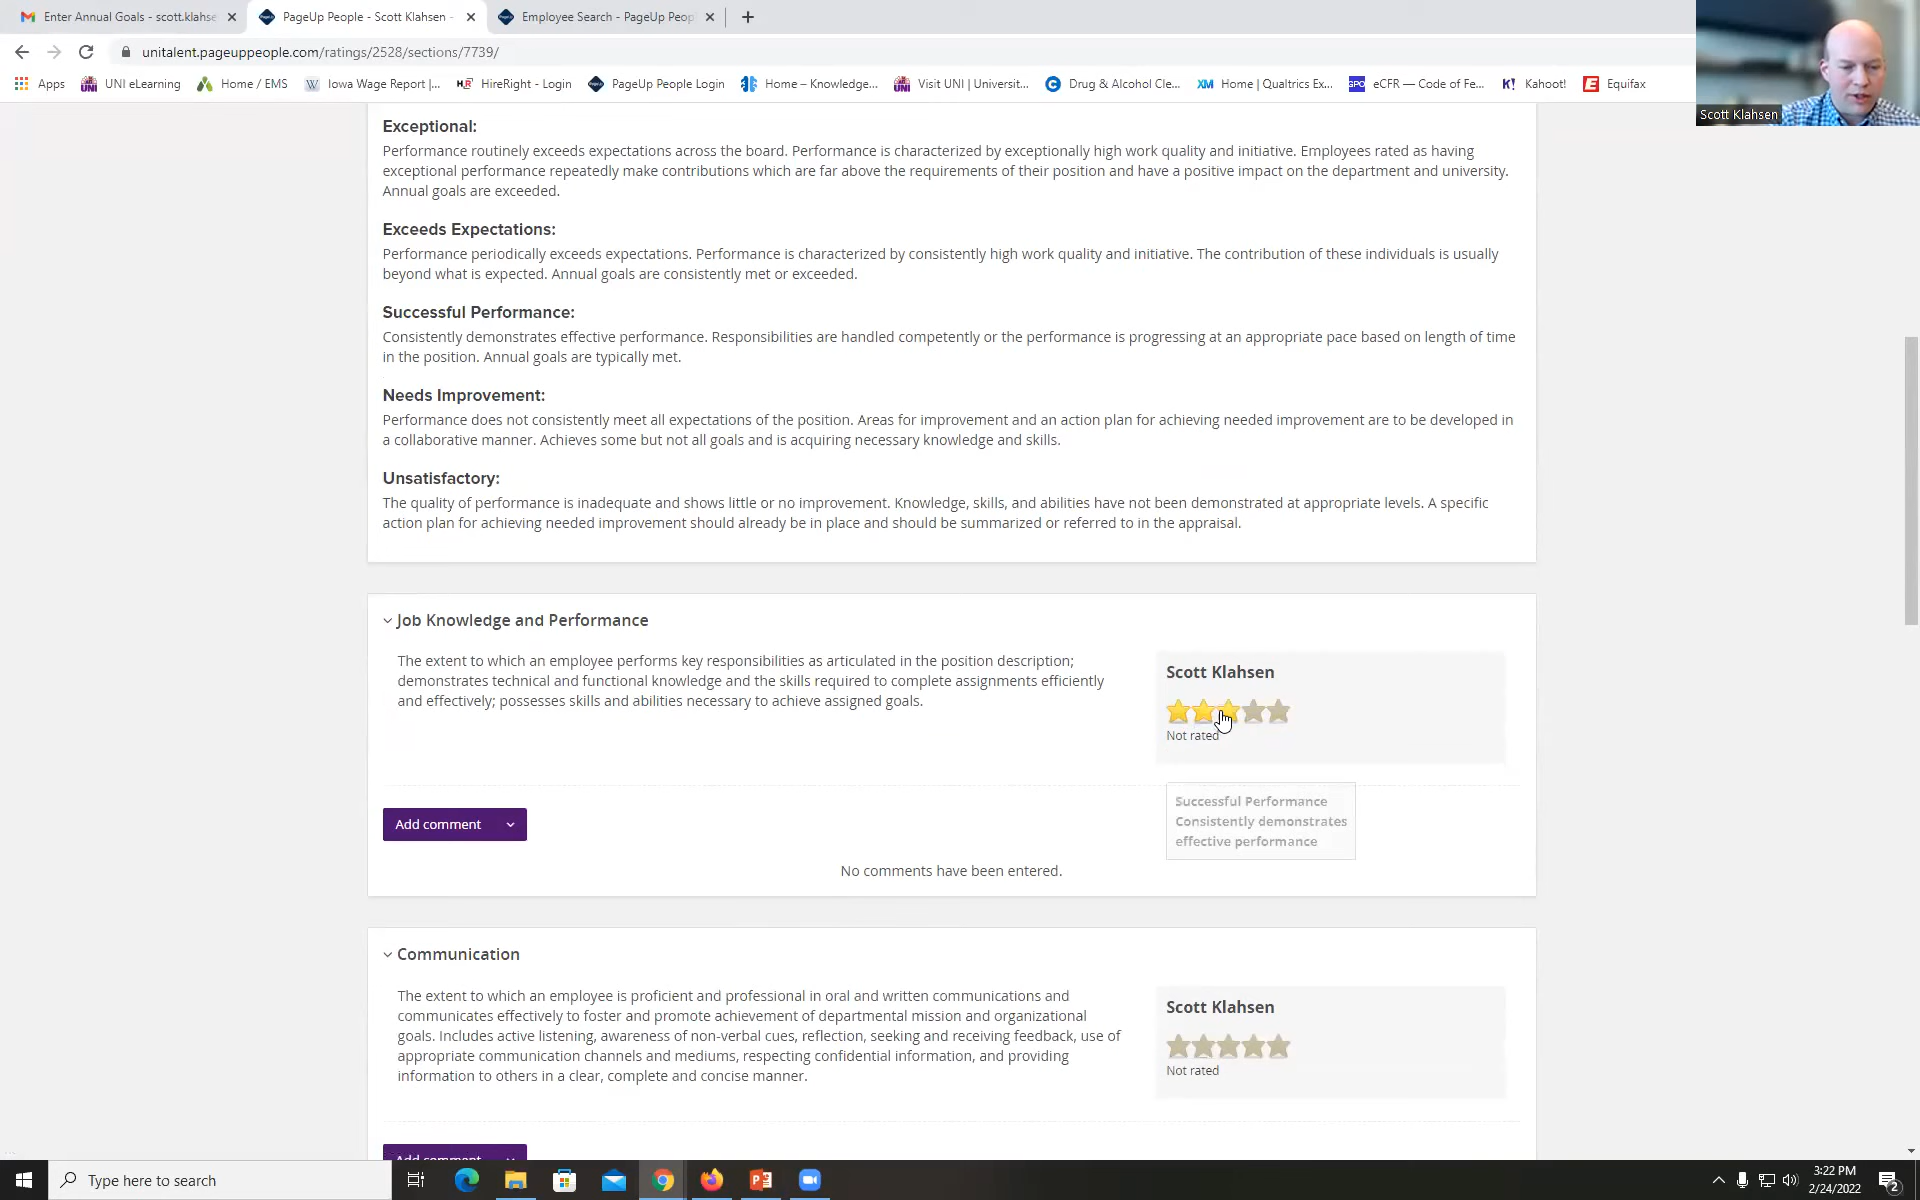 Enter Annual Goals - scott.klahse
PageUp People - Scott Klahsen -
Employee Search - PageUp Peop
unitalent.pageuppeople.com/ratings/2528/sections/7739/
Apps
UNI eLearning
Home / EMS
Iowa Wage Report |...
HireRight - Login
PageUp People Login
Home – Knowledge...
Visit UNI | Universit...
Drug & Alcohol Cle...
Home | Qualtrics Ex...
eCFR — Code of Fe...
Kahoot!
Equifax
Scott Klahsen
Exceptional:
Performance routinely exceeds expectations across the board. Performance is characterized by exceptionally high work quality and initiative. Employees rated as having
exceptional performance repeatedly make contributions which are far above the requirements of their position and have a positive impact on the department and university.
Annual goals are exceeded.
Exceeds Expectations:
Performance periodically exceeds expectations. Performance is characterized by consistently high work quality and initiative. The contribution of these individuals is usually
beyond what is expected. Annual goals are consistently met or exceeded.
Successful Performance:
Consistently demonstrates effective performance. Responsibilities are handled competently or the performance is progressing at an appropriate pace based on length of time
in the position. Annual goals are typically met.
Needs Improvement:
Performance does not consistently meet all expectations of the position. Areas for improvement and an action plan for achieving needed improvement are to be developed in
a collaborative manner. Achieves some but not all goals and is acquiring necessary knowledge and skills.
Unsatisfactory:
The quality of performance is inadequate and shows little or no improvement. Knowledge, skills, and abilities have not been demonstrated at appropriate levels. A specific
action plan for achieving needed improvement should already be in place and should be summarized or referred to in the appraisal.
Job Knowledge and Performance
The extent to which an employee performs key responsibilities as articulated in the position description;
demonstrates technical and functional knowledge and the skills required to complete assignments efficiently
and effectively; possesses skills and abilities necessary to achieve assigned goals.
Scott Klahsen
Not rated
Successful Performance
Consistently demonstrates
effective performance
Add comment
No comments have been entered.
Communication
The extent to which an employee is proficient and professional in oral and written communications and
communicates effectively to foster and promote achievement of departmental mission and organizational
goals. Includes active listening, awareness of non-verbal cues, reflection, seeking and receiving feedback, use of
appropriate communication channels and mediums, respecting confidential information, and providing
information to others in a clear, complete and concise manner.
Scott Klahsen
Not rated
Add comment
Type here to search
3:22 PM
2/24/2022
2